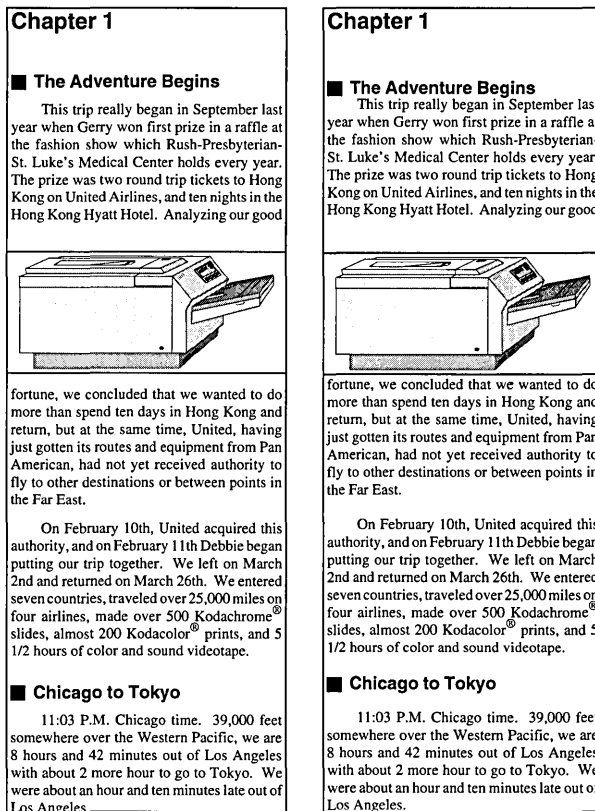 Chapter 1
■ The Adventure Begins
This trip really began in September last
year when Gerry won first prize in a raffle at
the fashion show which Rush-Presbyterian-
St. Luke's Medical Center holds every year.
The prize was two round trip tickets to Hong
Kong on United Airlines, and ten nights in the
Hong Kong Hyatt Hotel. Analyzing our good
fortune, we concluded that we wanted to do
more than spend ten days in Hong Kong and
return, but at the same time, United, having
just gotten its routes and equipment from Pan
American, had not yet received authority to
fly to other destinations or between points in
the Far East.
On February 10th, United acquired this
authority, and on February 11th Debbie began
putting our trip together. We left on March
2nd and returned on March 26th. We entered
seven countries, traveled over 25,000 miles on
four airlines, made over 500 Kodachrome®
slides, almost 200 Kodacolor® prints, and 5
1/2 hours of color and sound videotape.
■ Chicago to Tokyo
11:03 P.M. Chicago time. 39,000 feet
somewhere over the Western Pacific, we are
8 hours and 42 minutes out of Los Angeles
with about 2 more hour to go to Tokyo. We
were about an hour and ten minutes late out of
Los Angeles
Chapter 1
■ The Adventure Begins
This trip really began in September las
year when Gerry won first prize in a raffle a
the fashion show which Rush-Presbyterian-
St. Luke's Medical Center holds every year
The prize was two round trip tickets to Hong
Kong on United Airlines, and ten nights in the
Hong Kong Hyatt Hotel. Analyzing our good
fortune, we concluded that we wanted to do
more than spend ten days in Hong Kong and
return, but at the same time, United, having
just gotten its routes and equipment from Pan
American, had not yet received authority to
fly to other destinations or between points in
the Far East.
On February 10th, United acquired this
authority, and on February 11th Debbie began
putting our trip together. We left on March
2nd and returned on March 26th. We entered
seven countries, traveled over 25,000 miles on
four airlines, made over 500 Kodachrome®
slides, almost 200 Kodacolor® prints, and 5
1/2 hours of color and sound videotape.
■ Chicago to Tokyo
11:03 P.M. Chicago time. 39,000 feet
somewhere over the Western Pacific, we are
8 hours and 42 minutes out of Los Angeles
with about 2 more hour to go to Tokyo. We
were about an hour and ten minutes late out of
Los Angeles.